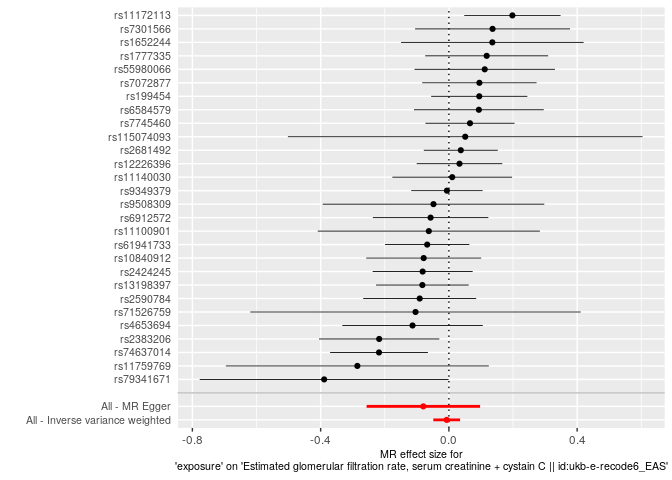 rs11172113
rs7301566
rs1652244
rs1777335
rs55980066
rs7072877
rs199454
rs6584579
rs7745460
rs115074093
rs2681492
rs12226396
rs11140030
rs9349379
rs9508309
rs6912572
rs11100901
rs61941733
rs10840912
rs2424245
rs13198397
rs2590784
rs71526759
rs4653694
rs2383206
rs74637014
rs11759769
rs79341671
All - MR Egger
All - Inverse variance weighted
-0.8 -0.4 0.0 0.4
MR effect size for
'exposure' on 'Estimated glomerular filtration rate, serum creatinine + cystain C || id:ukb-e-recode6_EAS'